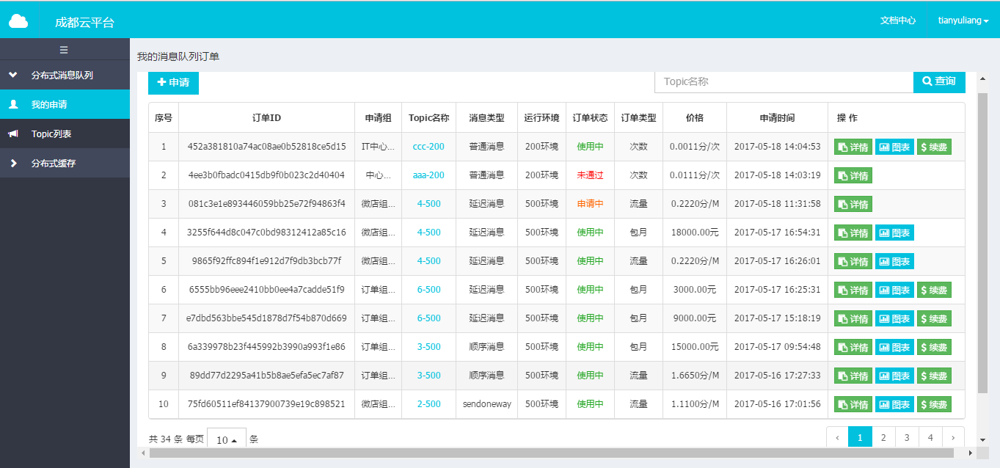 成都云平台 文档中心 tianyuliang
分布式消息队列
我的申请
Topic列表
分布式缓存
我的消息队列订单
申请 Topic名称 查询
序号 订单ID 申请组 Topic名称 消息类型 运行环境 订单状态 订单类型 价格 申请时间 操 作
1 452a381810a74ac08ae0b52818ce5d15 IT中心... ccc-200 普通消息 200环境 使用中 次数 0.0011分/次 2017-05-18 14:04:53 详情 图表 $ 续费
2 4ee3b0fbadc0415db9f0b023c2d40404 中心... aaa-200 普通消息 200环境 未通过 次数 0.0111分/次 2017-05-18 14:03:19 详情
3 081c3e1e893446059bb25e72f94863f4 微店组... 4-500 延迟消息 500环境 申请中 流量 0.2220分/M 2017-05-18 11:31:58 详情
4 3255f644d8c047c0bd98312412a85c16 微店组... 4-500 延迟消息 500环境 使用中 包月 18000.00元 2017-05-17 16:54:31 详情 图表
5 9865f92ffc894f1e912d7f9db3bcb77f 微店组... 4-500 延迟消息 500环境 使用中 流量 0.2220分/M 2017-05-17 16:26:01 详情 图表
6 6555bb96eee2410bb0ee4a7cadde51f9 订单组... 6-500 延迟消息 500环境 使用中 包月 3000.00元 2017-05-17 16:25:31 详情 图表 $ 续费
7 e7dbd563bbe545d1878d7f54b870d669 订单组... 6-500 延迟消息 500环境 使用中 包月 9000.00元 2017-05-17 15:18:19 详情 图表 $ 续费
8 6a339978b23f445992b3990a993f1e86 订单组... 3-500 顺序消息 500环境 使用中 包月 15000.00元 2017-05-17 09:54:48 详情 图表 $ 续费
9 89dd77d2295a41b5b8ae5efa5ec7af87 订单组... 3-500 顺序消息 500环境 使用中 流量 1.6650分/M 2017-05-16 17:27:33 详情 图表 $ 续费
10 75fd60511ef84137900739e19c898521 微店组... 2-500 sendoneway 500环境 使用中 流量 1.1100分/M 2017-05-16 17:01:56 详情 图表 $ 续费
共 34 条 每页 10 条 ‹ 1 2 3 4 ›